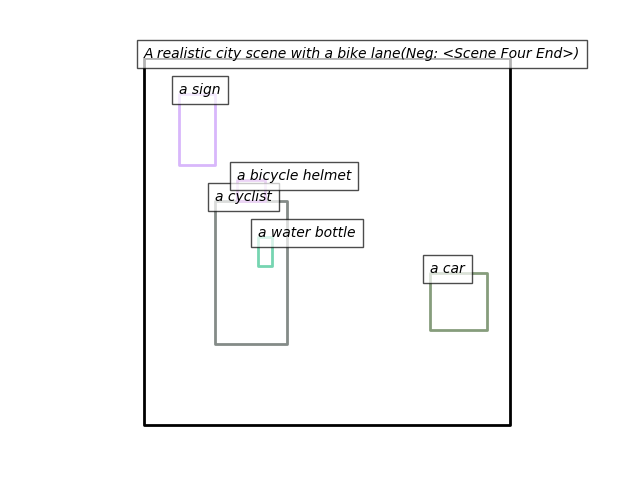 A realistic city scene with a bike lane(Neg: <Scene Four End>)
a sign
a bicycle helmet
a cyclist
a water bottle
a car